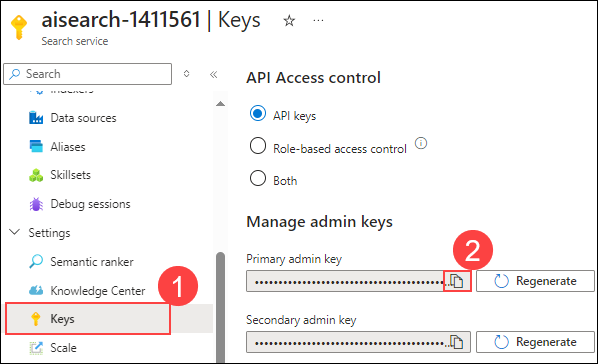 aisearch-1411561 | Keys
Search service
Search
Indexers
Data sources
Aliases
Skillsets
Debug sessions
Settings
Semantic ranker
Knowledge Center
1
Keys
Scale
API Access control
API keys
Role-based access control
Both
Manage admin keys
2
Primary admin key
Regenerate
Secondary admin key
Regenerate